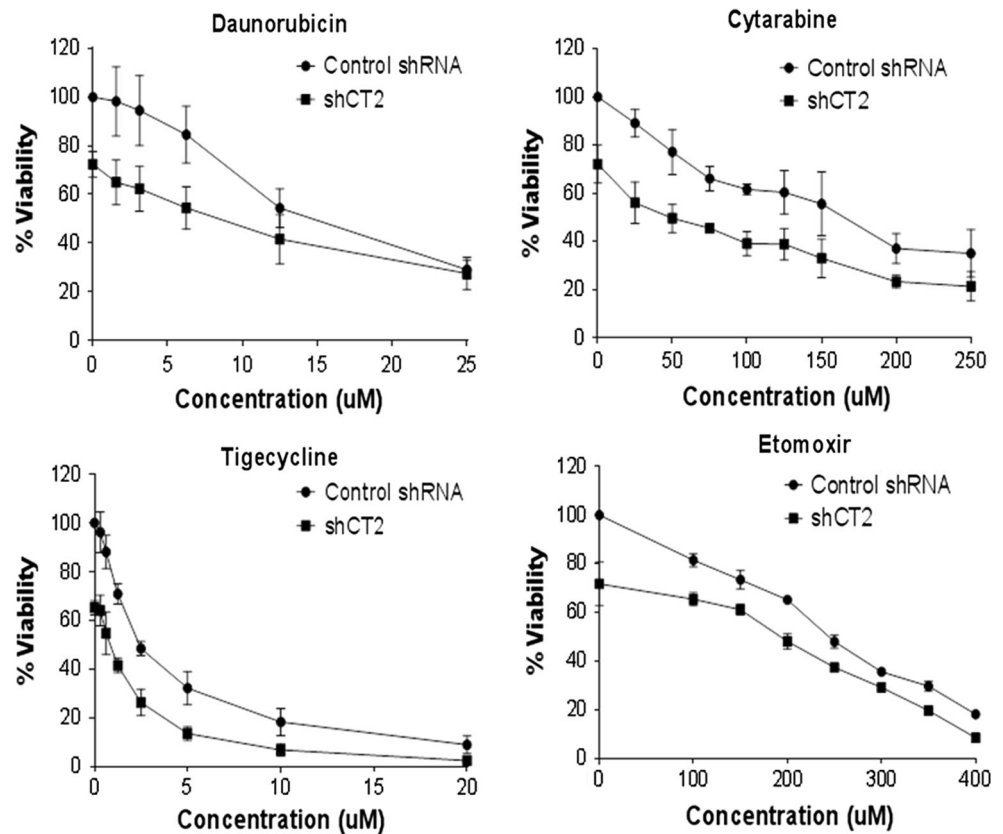 Daunorubicin
120
100
80
60
40
20
0
% Viability
Control shRNA
shCT2
0 5 10 15 20 25
Concentration (uM)
Cytarabine
120
100
80
60
40
20
0
% Viability
Control shRNA
shCT2
0 50 100 150 200 250
Concentration (uM)
Tigecycline
120
100
80
60
40
20
0
% Viability
Control shRNA
shCT2
0 5 10 15 20
Concentration (uM)
Etomoxir
120
100
80
60
40
20
0
% Viability
Control shRNA
shCT2
0 100 200 300 400
Concentration (uM)